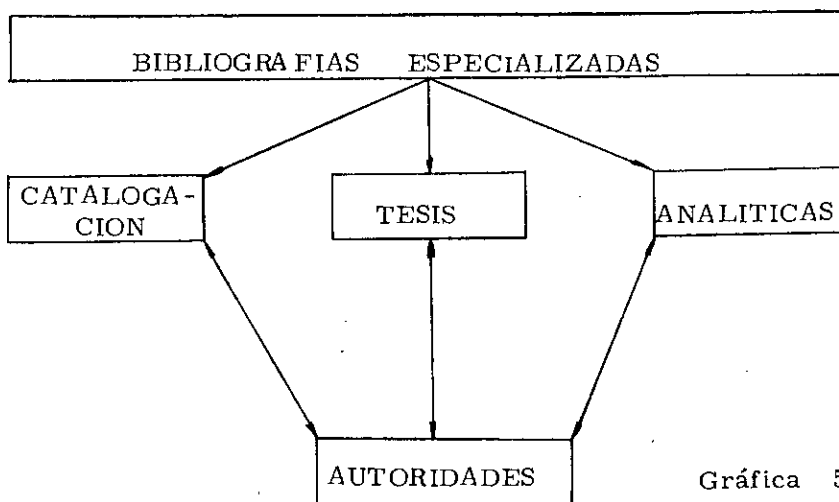 BIBLIOGRAFIAS ESPECIALIZADAS
CATALOGA-
CION
TESIS
ANALITICAS
AUTORIDADES
Gráfica 5